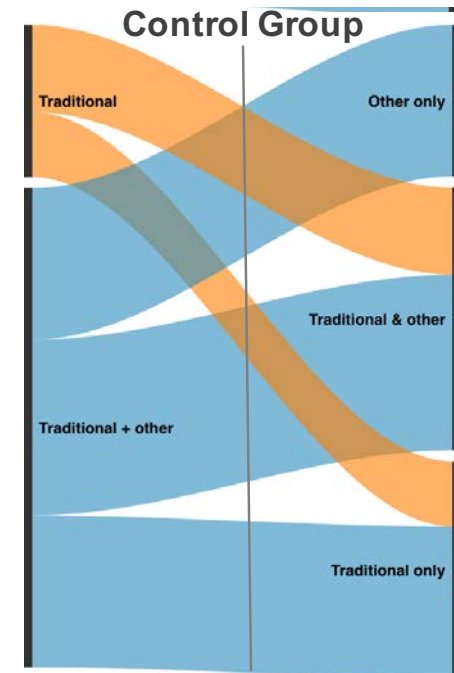 Control Group
Traditional
Other only
Traditional & other
Traditional + other
Traditional only